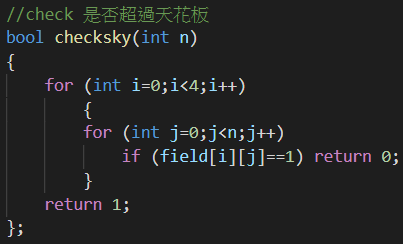 //check 是否超過天花板
bool checksky(int n)
{
    for (int i=0;i<4;i++)
        {
        for (int j=0;j<n;j++)
            if (field[i][j]==1) return 0;
        }
    return 1;
};